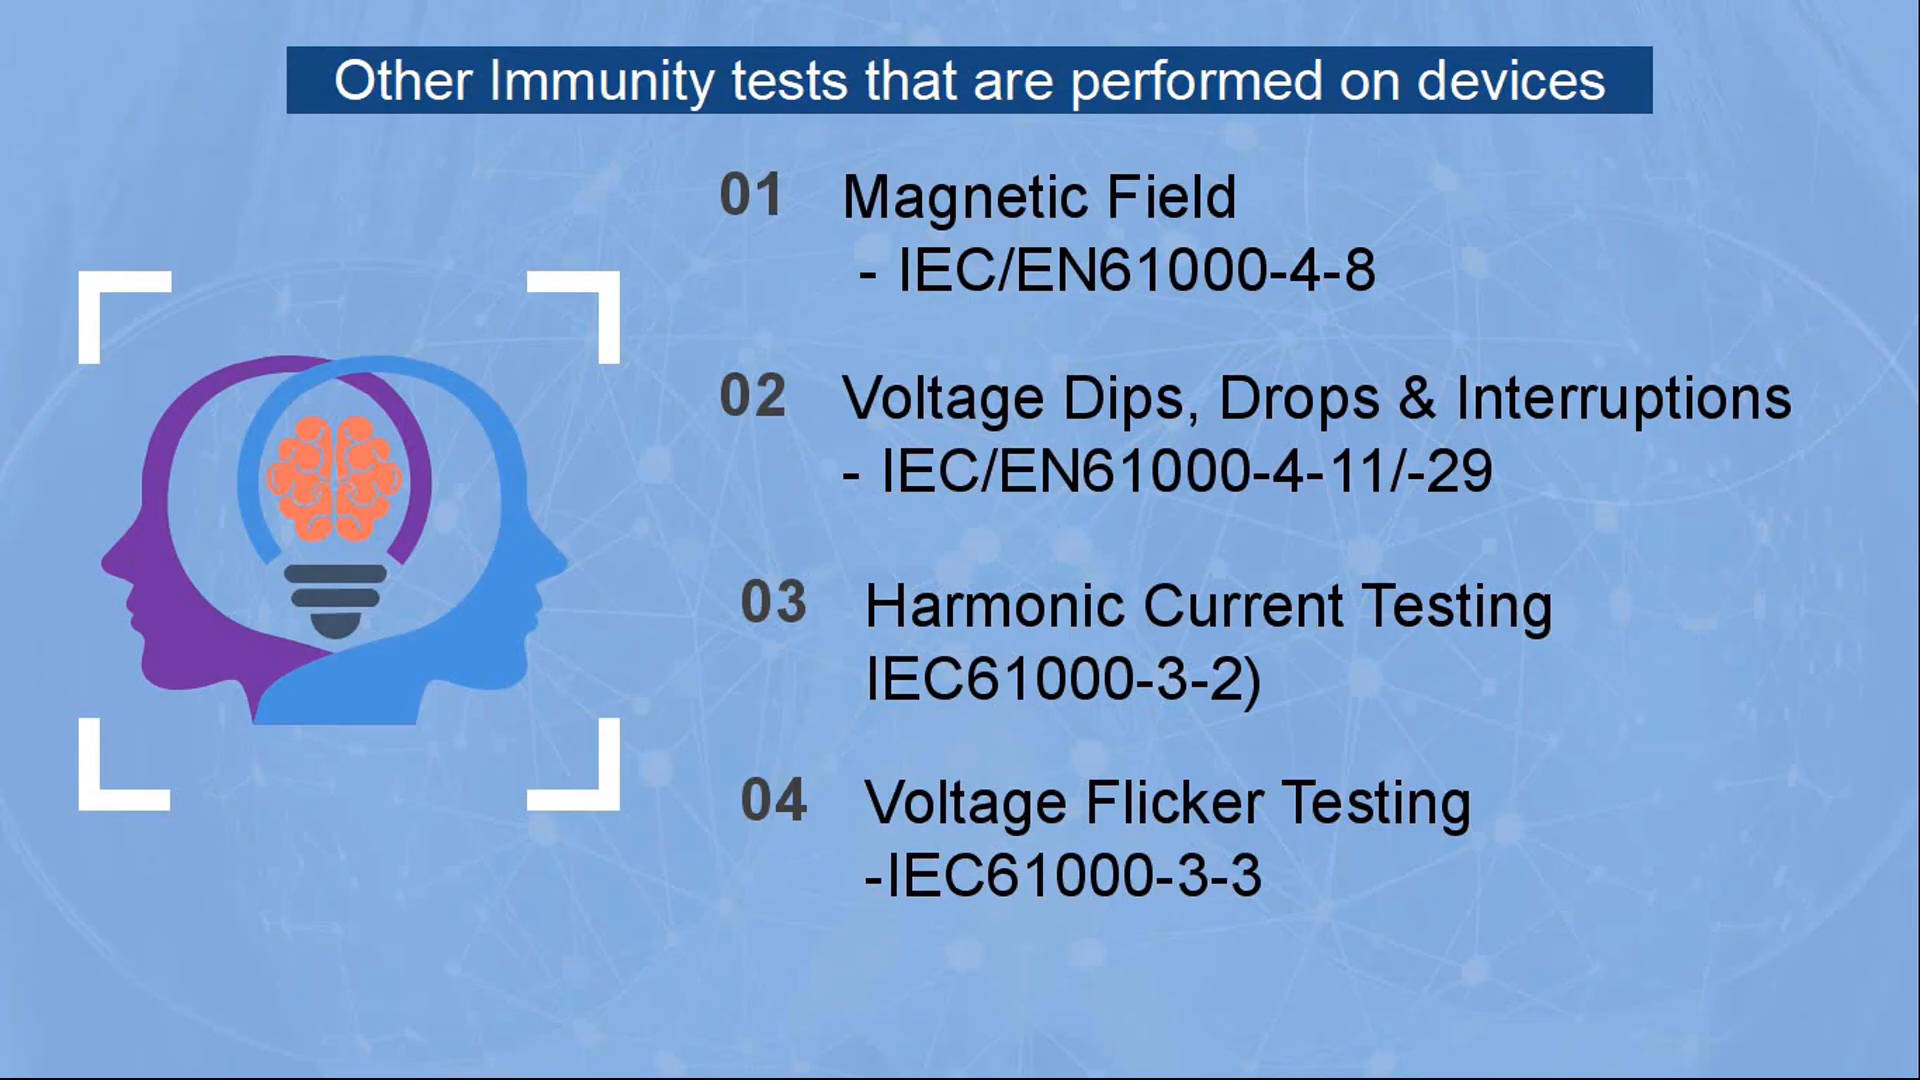 Other Immunity tests that are performed on devices
01 Magnetic Field
- IEC/EN61000-4-8
02 Voltage Dips, Drops & Interruptions
- IEC/EN61000-4-11/-29
03 Harmonic Current Testing
IEC61000-3-2)
04 Voltage Flicker Testing
-IEC61000-3-3